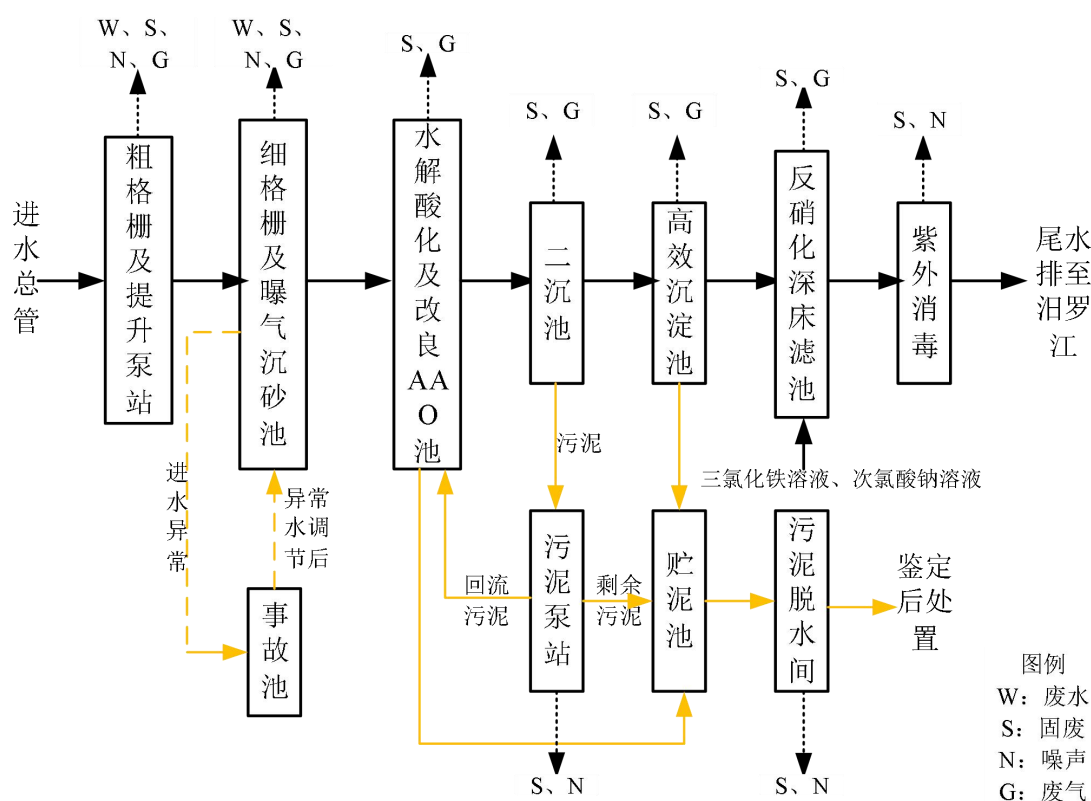 W、S、
N、G
W、S、
N、G
S、G
S、G
S、G
S、G
S、N
进水总管
粗格栅及提升泵站
细格栅及曝气沉砂池
水解酸化及改良AAO池
二沉池
高效沉淀池
反硝化深床滤池
紫外消毒
尾水
排至
汨罗
江
污泥
三氯化铁溶液、次氯酸钠溶液
进水异常
异常
水调
节后
事故池
回流
污泥
污泥泵站
剩余
污泥
贮泥池
污泥脱水间
鉴定
后处
置
S、N
S、N
图例
W：废水
S：固废
N：噪声
G：废气